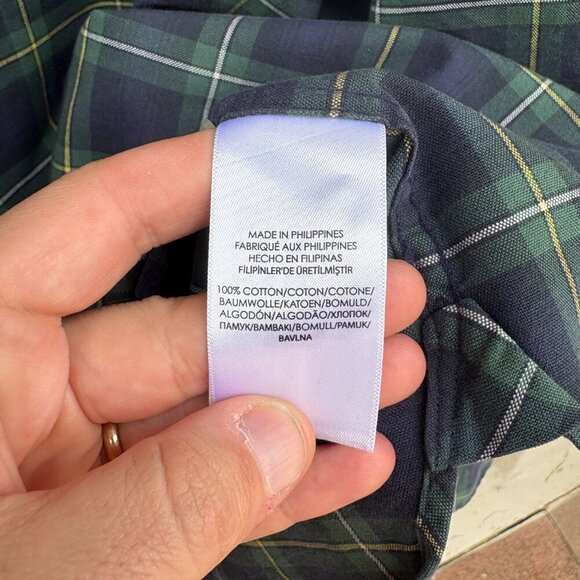 MADE IN PHILIPPINES
FABRIQUÉ AUX PHILIPPINES
HECHO EN FILIPINAS
FİLİPİNLER'DE ÜRETİLMİŞTİR
100% COTTON/COTON/COTONE/
BAUMWOLLE/KATOEN/BOMULD/
ALGODÓN/ALGODÃO/ХЛОПОК/
ПАМУК/BAMBAKI/BOMULL/PAMUK/
BAVLNA